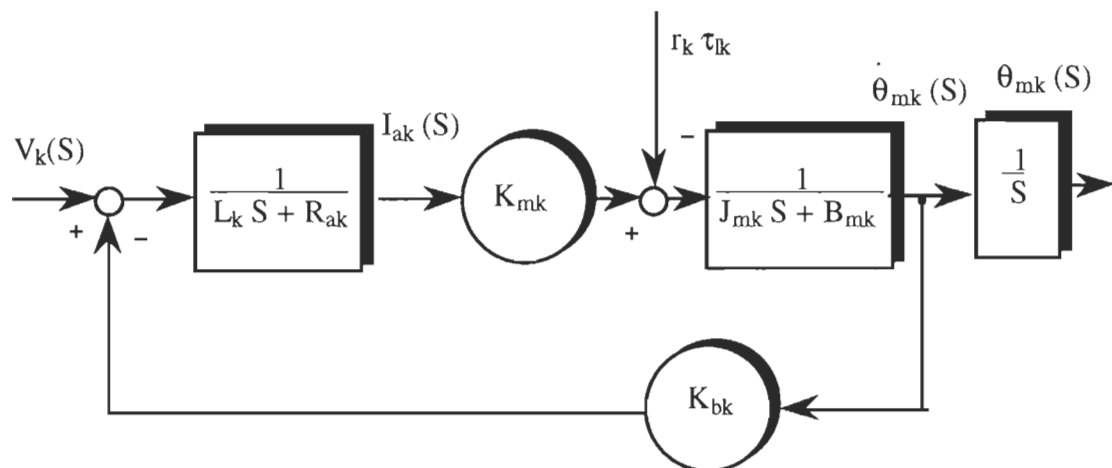 r_k τ_lk
θ̇_mk (S)
θ_mk (S)
V_k(S)
I_ak (S)
+
−
1
L_k S + R_ak
K_mk
+
−
1
J_mk S + B_mk
1
S
K_bk